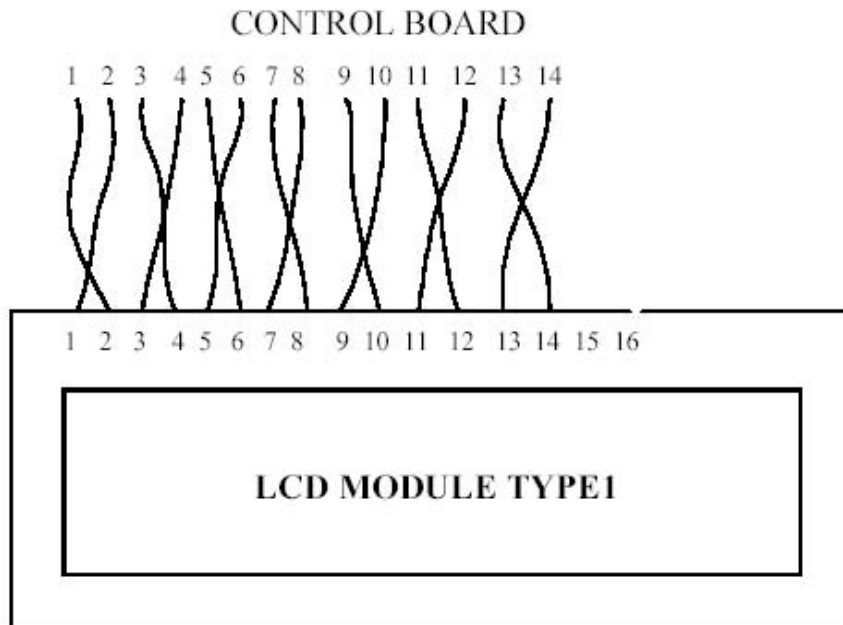 CONTROL BOARD
1 2 3 4 5 6 7 8 9 10 11 12 13 14
1 2 3 4 5 6 7 8 9 10 11 12 13 14 15 16
LCD MODULE TYPE1